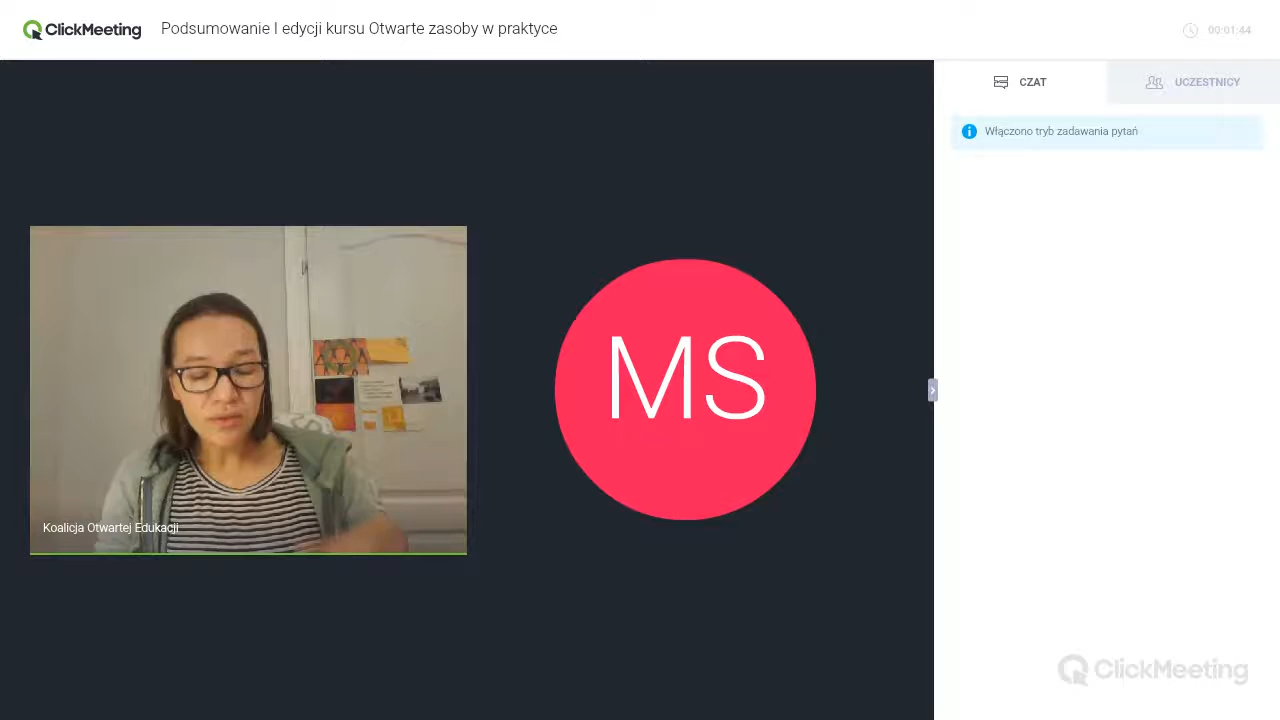 ClickMeeting
Podsumowanie I edycji kursu Otwarte zasoby w praktyce
00:01:44
CZAT
UCZESTNICY
Włączono tryb zadawania pytań
MS
Koalicja Otwartej Edukacji
ClickMeeting